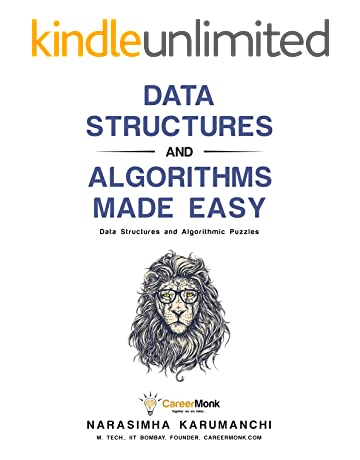 kindleunlimited
DATA
STRUCTURES
AND
ALGORITHMS
MADE EASY
Data Structures and Algorithmic Puzzles
CareerMonk
NARASIMHA KARUMANCHI
M. TECH., IIT BOMBAY, FOUNDER, CAREERMONK.COM